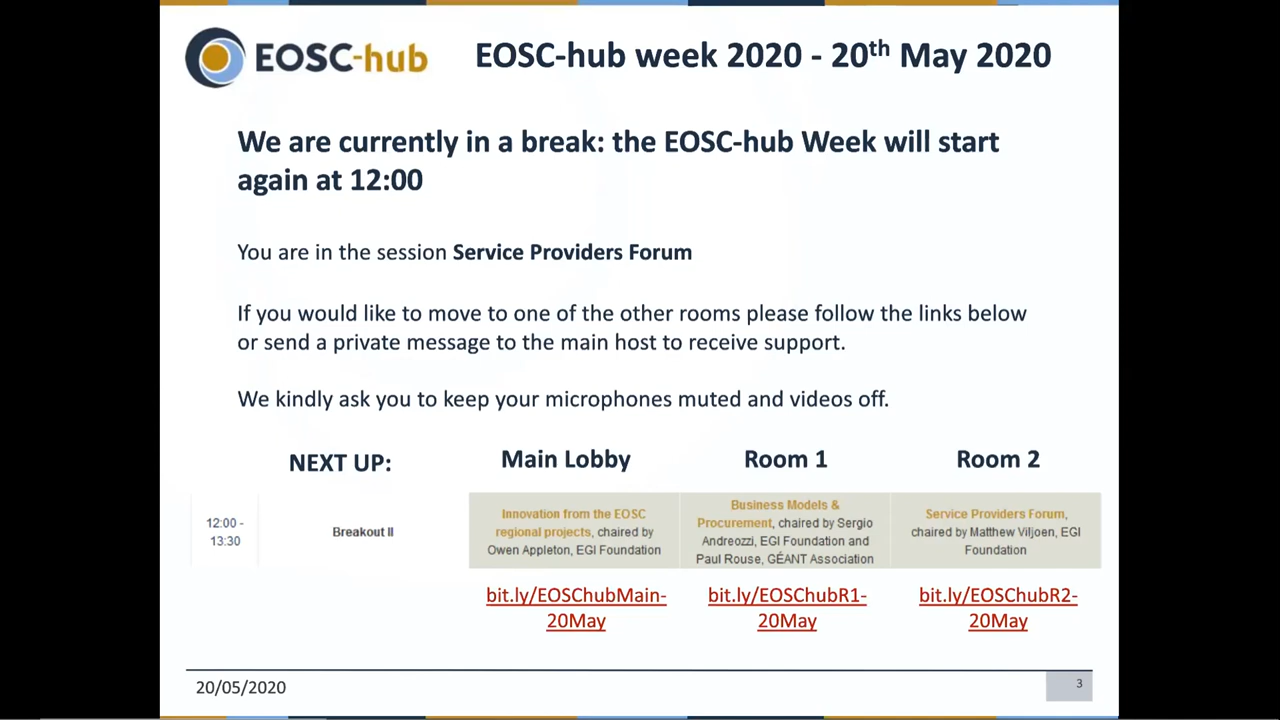 EOSC-hub
EOSC-hub week 2020 - 20th May 2020
We are currently in a break: the EOSC-hub Week will start
again at 12:00
You are in the session Service Providers Forum
If you would like to move to one of the other rooms please follow the links below
or send a private message to the main host to receive support.
We kindly ask you to keep your microphones muted and videos off.
NEXT UP:
Main Lobby
Room 1
Room 2
12:00 -
13:30
Breakout II
Innovation from the EOSC
regional projects, chaired by
Owen Appleton, EGI Foundation
Business Models &
Procurement, chaired by Sergio
Andreozzi, EGI Foundation and
Paul Rouse, GÉANT Association
Service Providers Forum,
chaired by Matthew Viljoen, EGI
Foundation
bit.ly/EOSChubMain-
20May
bit.ly/EOSChubR1-
20May
bit.ly/EOSChubR2-
20May
20/05/2020
3